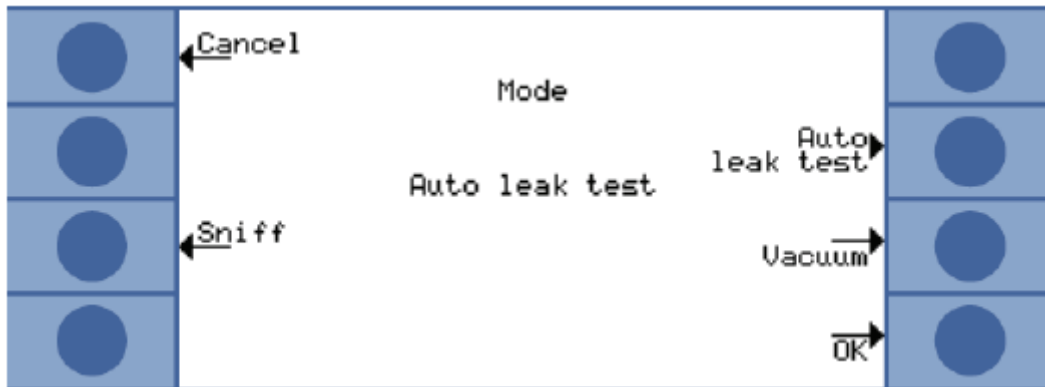 Cancel
Mode
Auto
leak test
Auto leak test
Sniff
Vacuum
OK